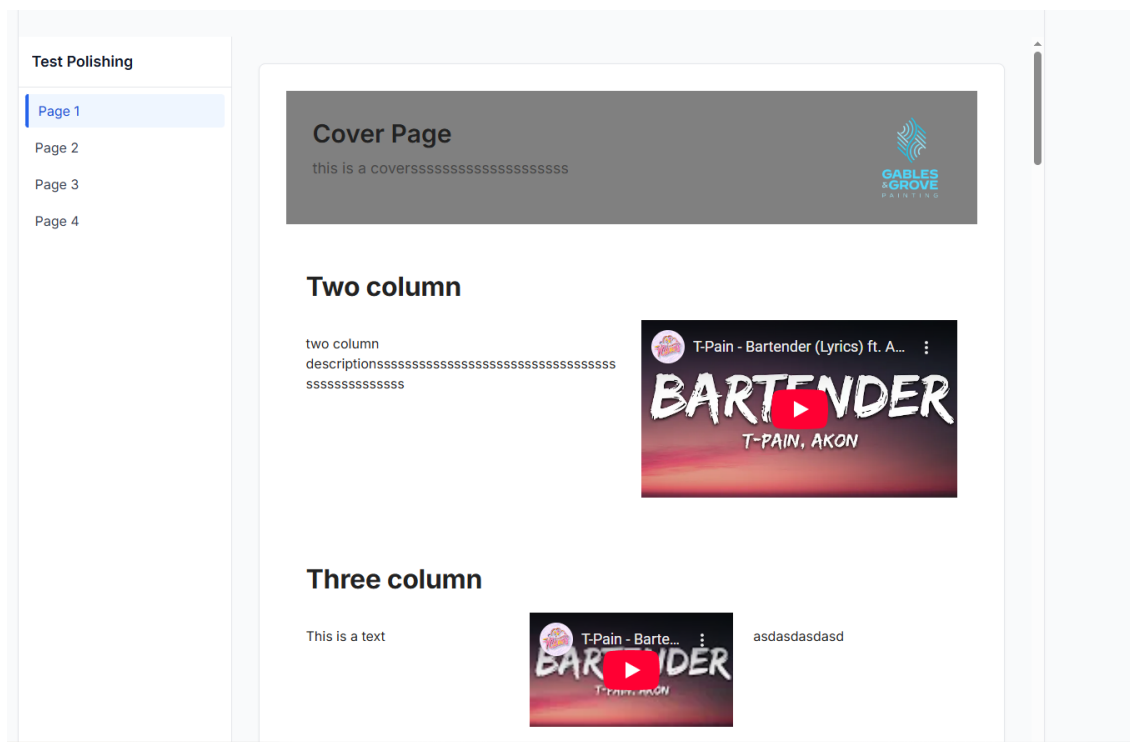 Test Polishing
Page 1
Page 2
Page 3
Page 4
Cover Page
this is a coverssssssssssssssssssss
GABLES
&GROVE
PAINTING
Two column
two column
descriptionssssssssssssssssssssssssssssssssss
ssssssssssssss
T-Pain - Bartender (Lyrics) ft. A...
BARTENDER
T-PAIN, AKON
Three column
This is a text
T-Pain - Barte...
BARTENDER
T-PAIN, AKON
asdasdasdasd